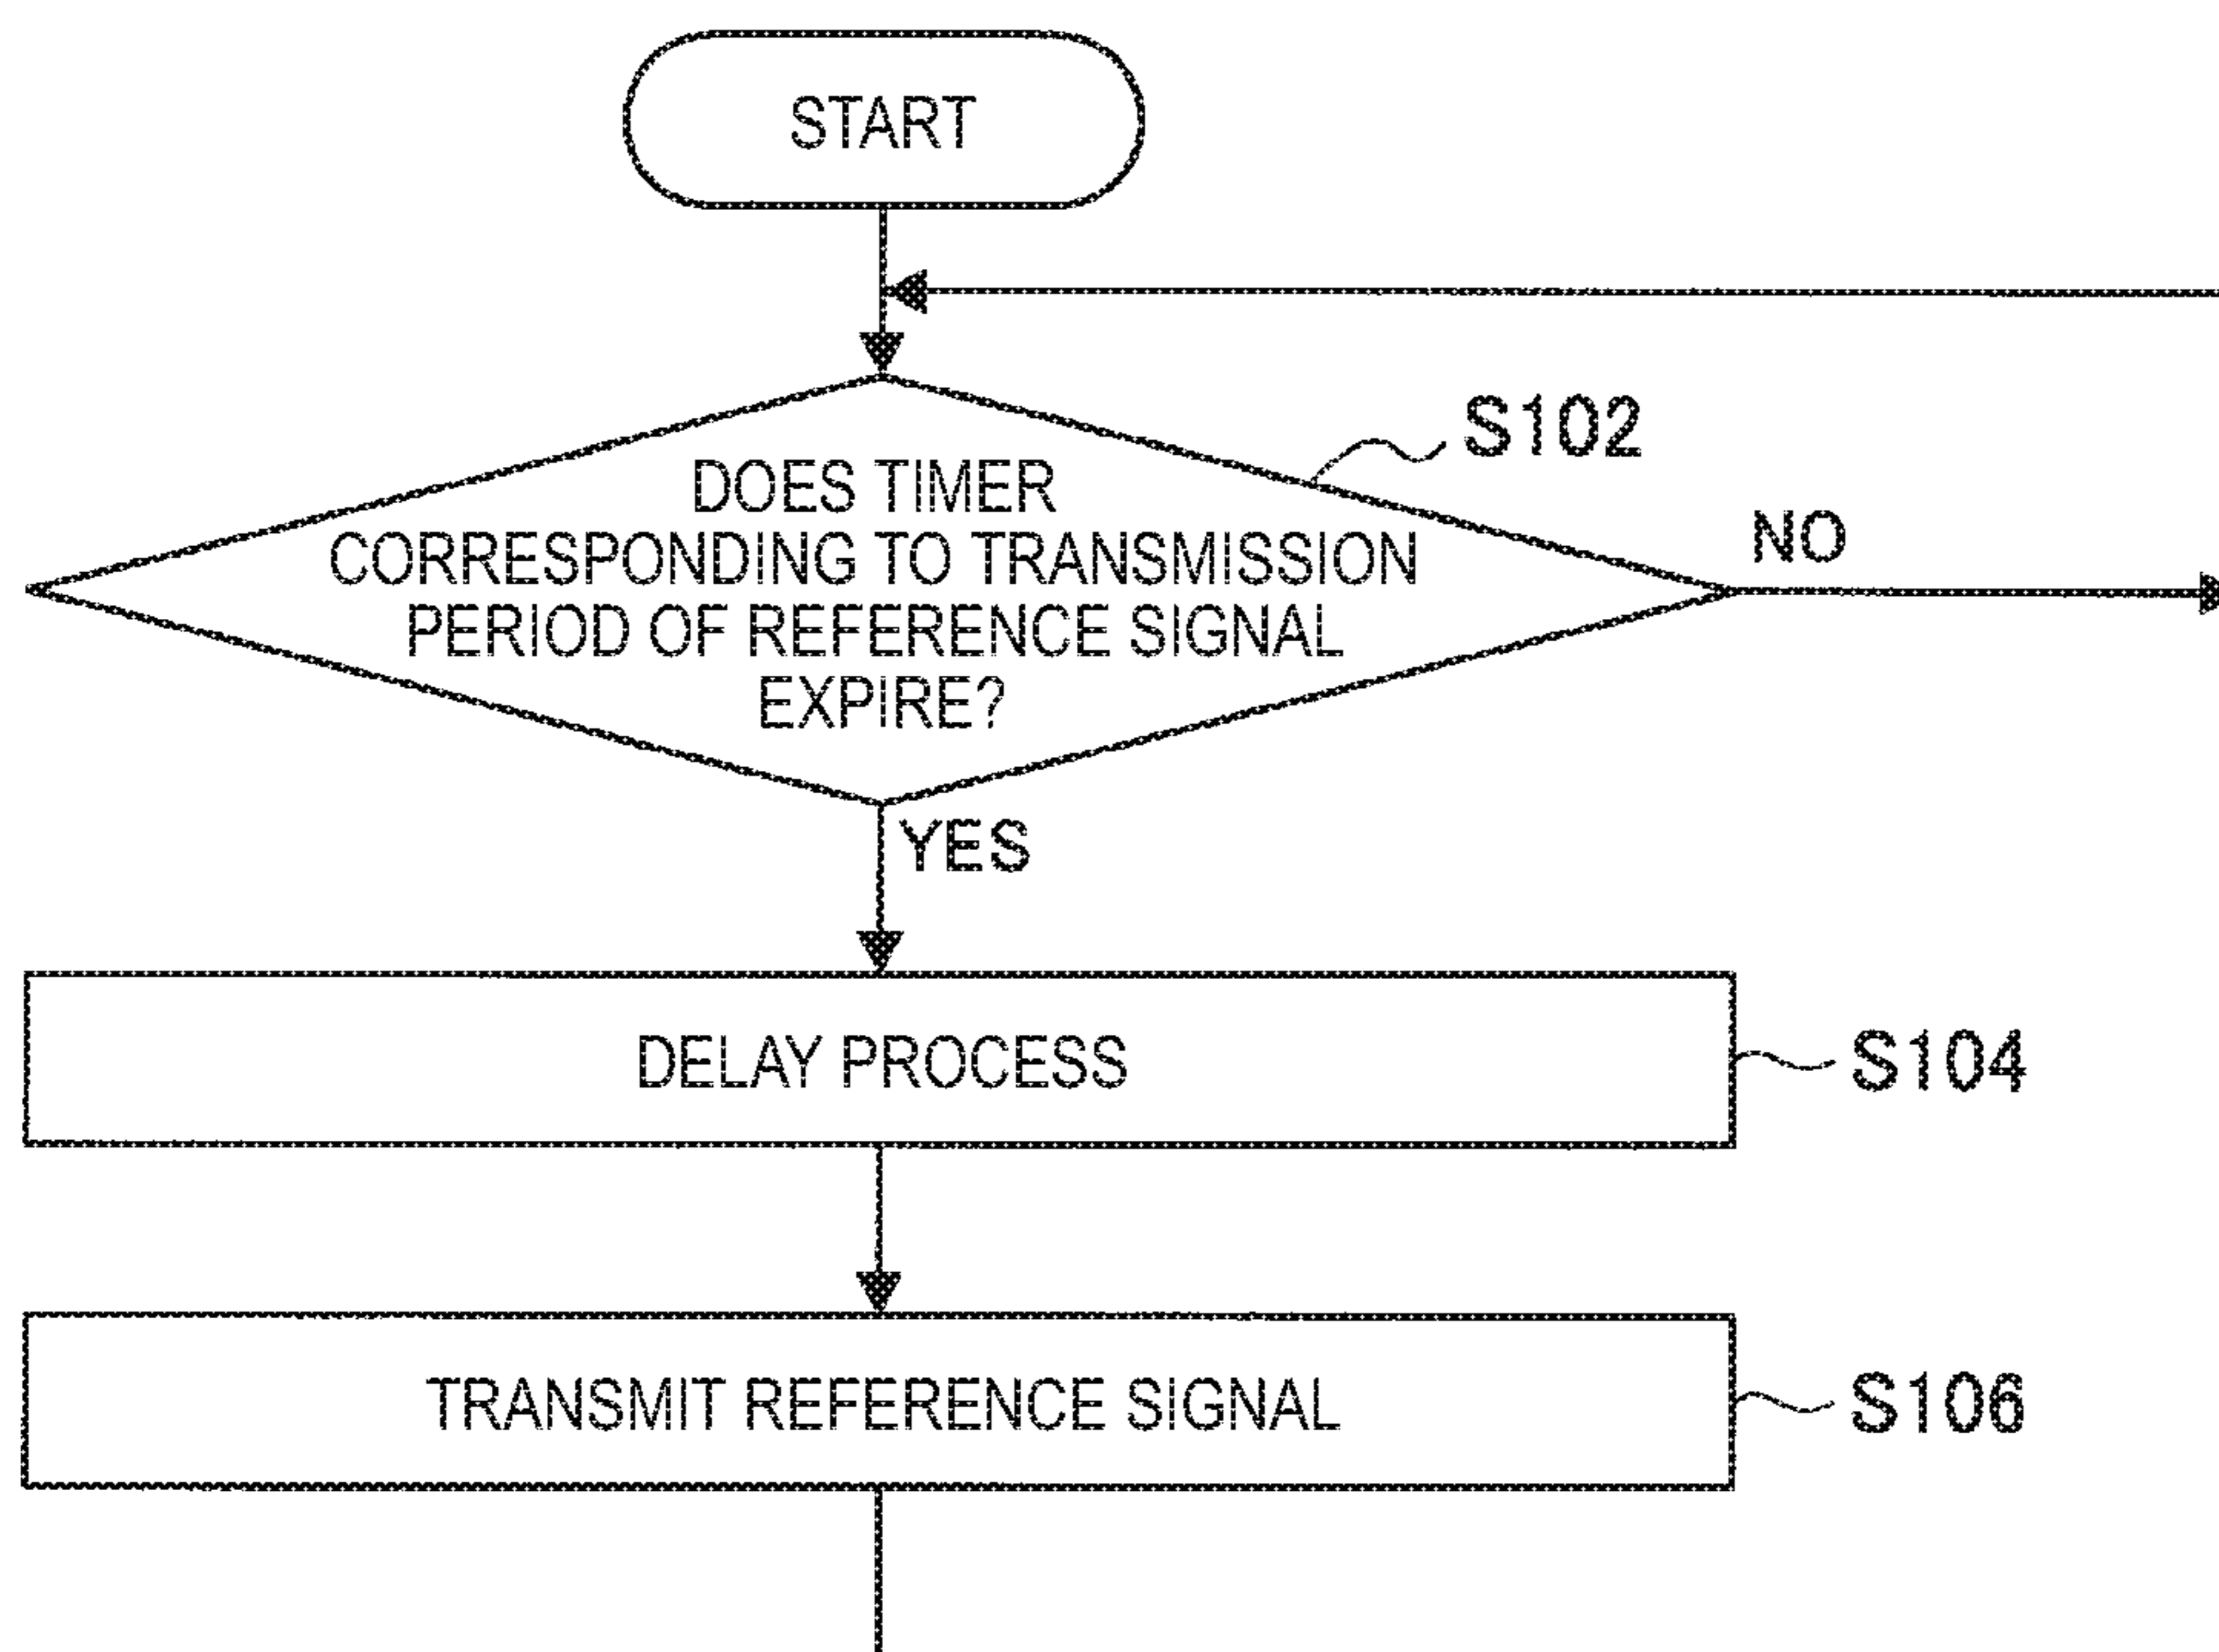 START
S102
DOES TIMER
CORRESPONDING TO TRANSMISSION
PERIOD OF REFERENCE SIGNAL
EXPIRE?
NO
YES
DELAY PROCESS
S104
TRANSMIT REFERENCE SIGNAL
S106